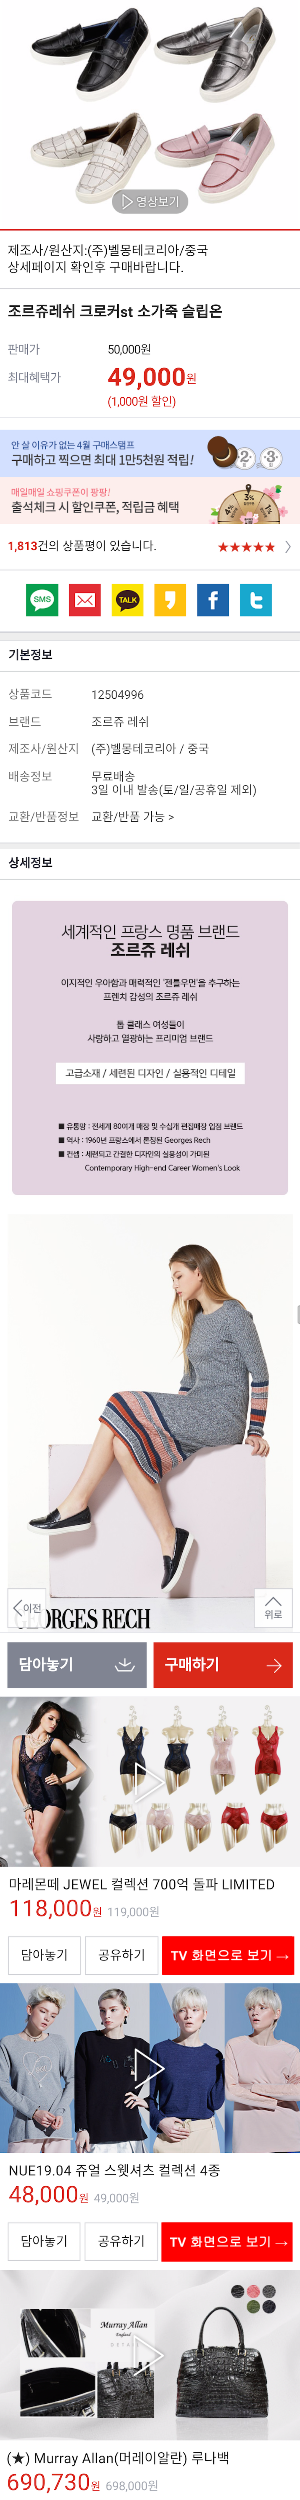 영상보기
제조사/원산지:(주)벨몽테코리아/중국
상세페이지 확인후 구매바랍니다.
조르쥬레쉬 크로커st 소가죽 슬립온
판매가 50,000원
최대혜택가 49,000원
(1,000원 할인)
안 살 이유가 없는 4월 구매스탬프
구매하고 찍으면 최대 1만5천원 적립!
매일매일 쇼핑쿠폰이 팡팡!
출석체크 시 할인쿠폰, 적립금 혜택
1,813건의 상품평이 있습니다.
SMS
TALK
기본정보
상품코드 12504996
브랜드 조르쥬 레쉬
제조사/원산지 (주)벨몽테코리아 / 중국
배송정보 무료배송
3일 이내 발송(토/일/공휴일 제외)
교환/반품정보 교환/반품 가능 >
상세정보
세계적인 프랑스 명품 브랜드
조르쥬 레쉬
이지적인 우아함과 매력적인 '젠틀우먼'을 추구하는
프렌치 감성의 조르쥬 레쉬
톱 클래스 여성들이
사랑하고 열광하는 프리미엄 브랜드
고급소재 / 세련된 디자인 / 실용적인 디테일
■ 유통망 : 전세계 80여개 매장 및 수십개 편집매장 입점 브랜드
■ 역사 : 1960년 프랑스에서 론칭된 Georges Rech
■ 컨셉 : 세련되고 간결한 디자인의 실용성이 가미된
Contemporary High-end Career Women's Look
이전
위로
GEORGES RECH
담아놓기
구매하기
마레몬떼 JEWEL 컬렉션 700억 돌파 LIMITED
118,000원 119,000원
담아놓기 공유하기 TV 화면으로 보기 →
NUE19.04 쥬얼 스웻셔츠 컬렉션 4종
48,000원 49,000원
담아놓기 공유하기 TV 화면으로 보기 →
Murray Allan
England
DETAIL
(★) Murray Allan(머레이알란) 루나백
690,730원 698,000원